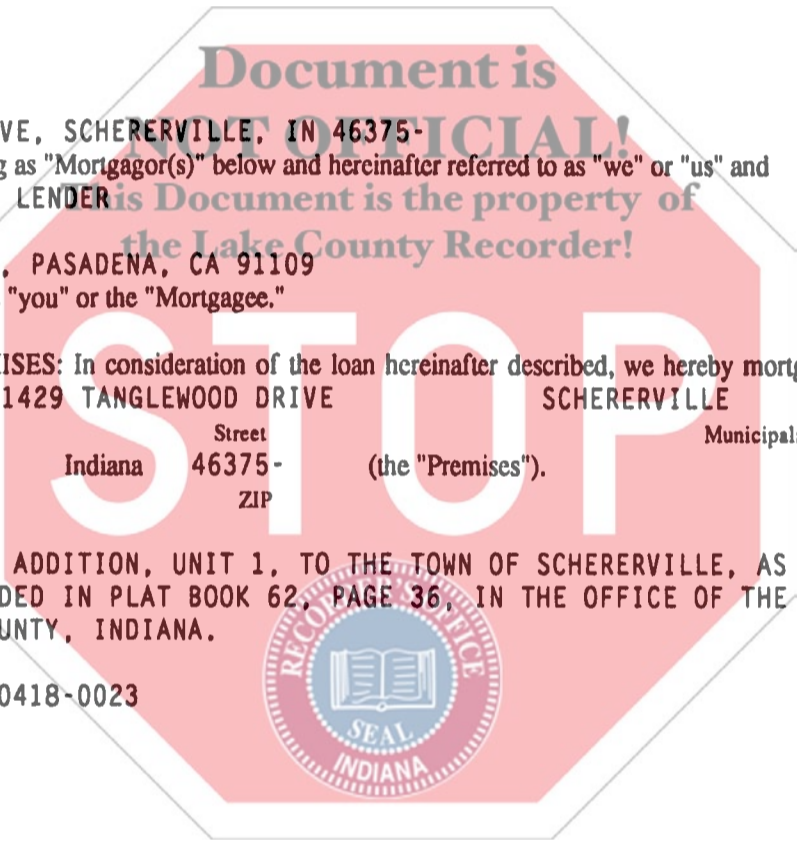 Document is
VE, SCHERERVILLE, IN 46375-
NOT OFFICIAL!
g as "Mortgagor(s)" below and hereinafter referred to as "we" or "us" and
LENDER
This Document is the property of
the Lake County Recorder!
, PASADENA, CA 91109
"you" or the "Mortgagee."
STOP
ISES: In consideration of the loan hereinafter described, we hereby mortg
1429 TANGLEWOOD DRIVE SCHERERVILLE
Street Municipal
Indiana 46375- (the "Premises").
ZIP
ADDITION, UNIT 1, TO THE TOWN OF SCHERERVILLE, AS
DED IN PLAT BOOK 62, PAGE 36, IN THE OFFICE OF THE
UNTY, INDIANA.
0418-0023
RECORDER'S OFFICE
SEAL
INDIANA